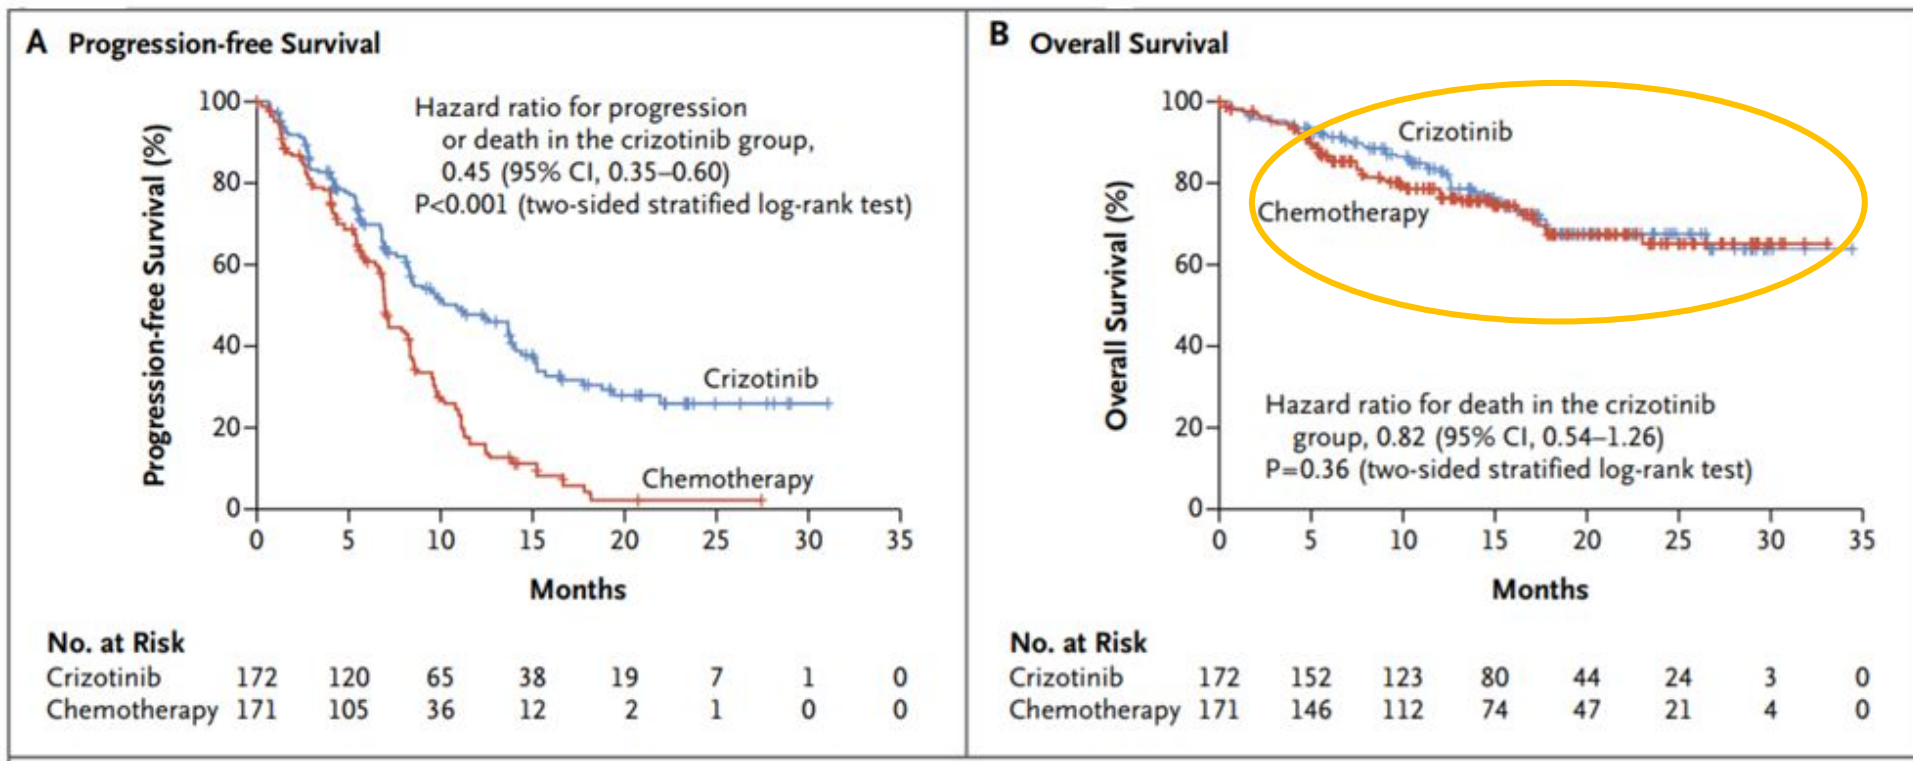 A Progression-free Survival
Progression-free Survival (%)
100
80
60
40
20
0
Hazard ratio for progression
or death in the crizotinib group,
0.45 (95% CI, 0.35–0.60)
P<0.001 (two-sided stratified log-rank test)
Crizotinib
Chemotherapy
0 5 10 15 20 25 30 35
Months
No. at Risk
Crizotinib 172 120 65 38 19 7 1 0
Chemotherapy 171 105 36 12 2 1 0 0
B Overall Survival
Overall Survival (%)
100
80
60
40
20
0
Crizotinib
Chemotherapy
Hazard ratio for death in the crizotinib
group, 0.82 (95% CI, 0.54–1.26)
P=0.36 (two-sided stratified log-rank test)
0 5 10 15 20 25 30 35
Months
No. at Risk
Crizotinib 172 152 123 80 44 24 3 0
Chemotherapy 171 146 112 74 47 21 4 0